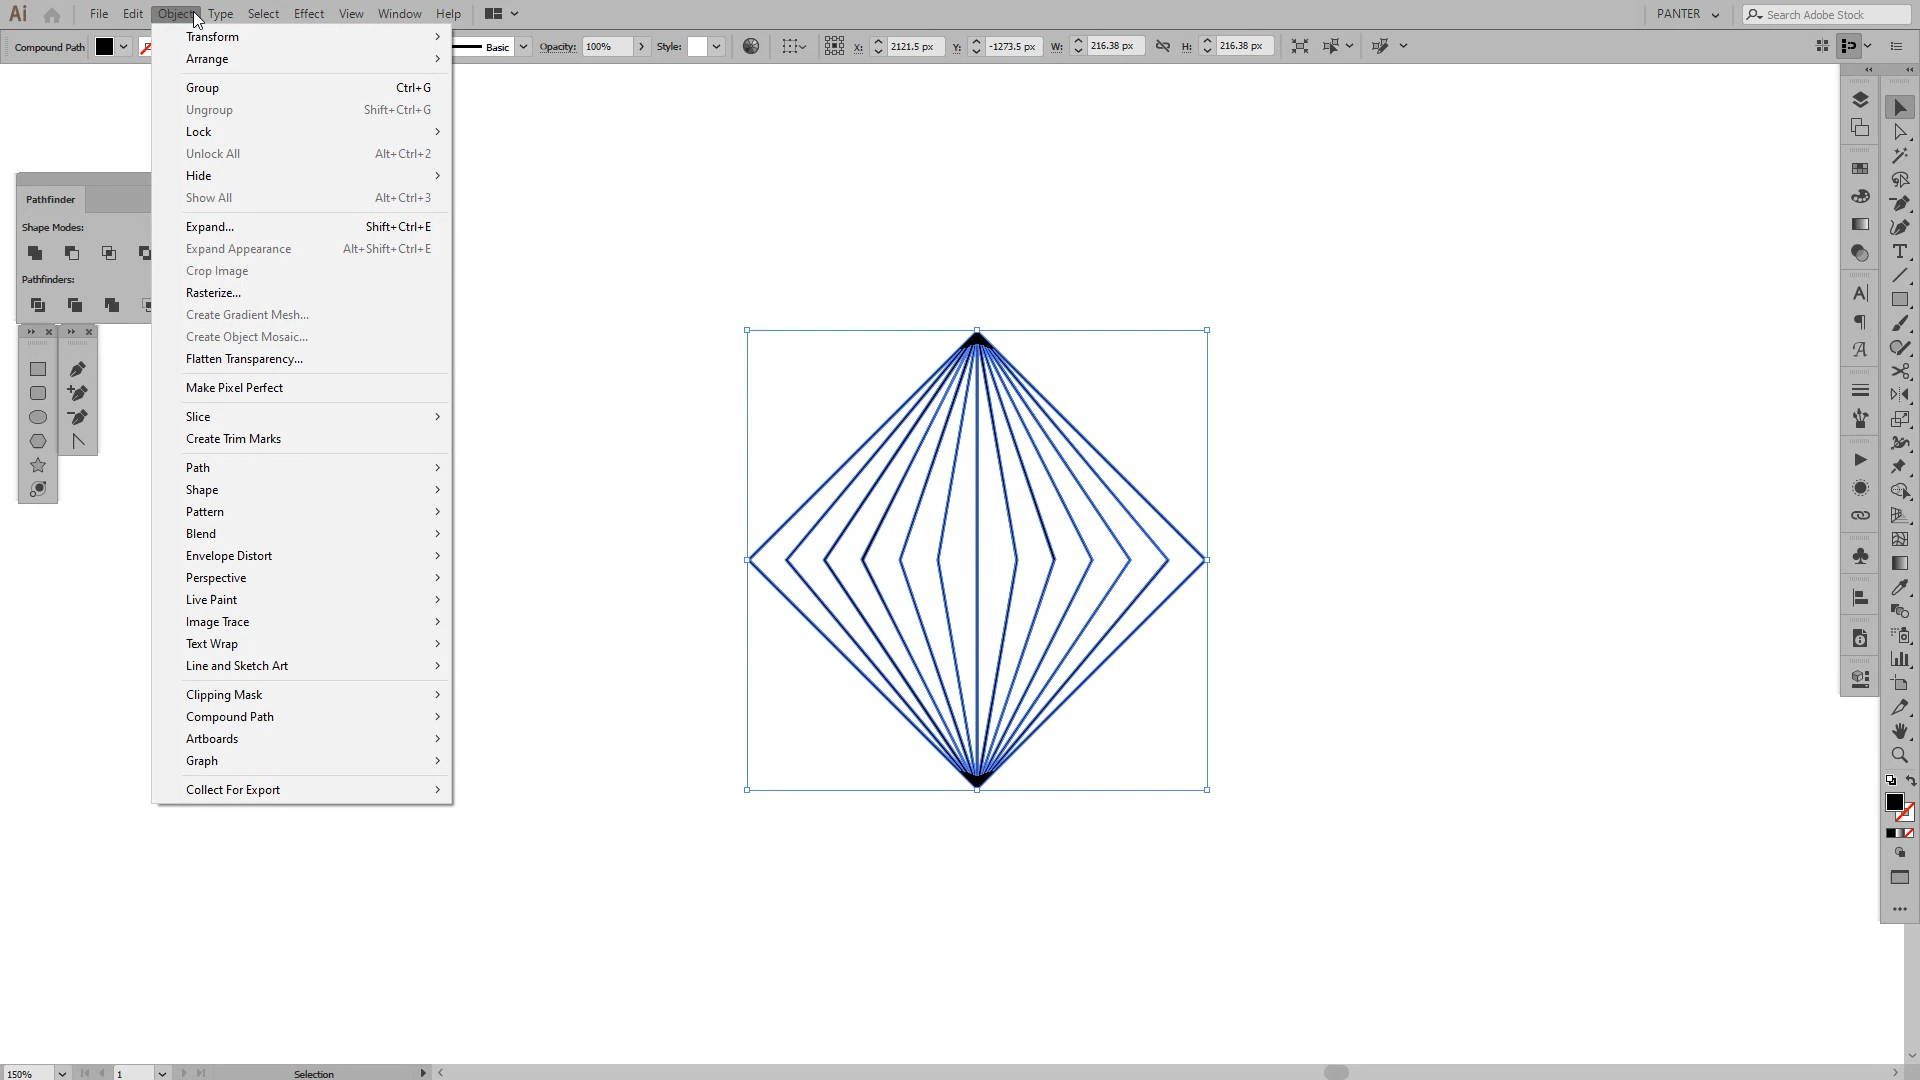 Ai File Edit Object Type Select Effect View Window Help PANTER Search Adobe Stock
Compound Path Basic Opacity: 100% Style: X: 2121.5 px Y: -1273.5 px W: 216.38 px H: 216.38 px
Transform
Arrange
Group Ctrl+G
Ungroup Shift+Ctrl+G
Lock
Unlock All Alt+Ctrl+2
Hide
Show All Alt+Ctrl+3
Expand... Shift+Ctrl+E
Expand Appearance Alt+Shift+Ctrl+E
Crop Image
Rasterize...
Create Gradient Mesh...
Create Object Mosaic...
Flatten Transparency...
Make Pixel Perfect
Slice
Create Trim Marks
Path
Shape
Pattern
Blend
Envelope Distort
Perspective
Live Paint
Image Trace
Text Wrap
Line and Sketch Art
Clipping Mask
Compound Path
Artboards
Graph
Collect For Export
Pathfinder
Shape Modes:
Pathfinders:
150% 1 Selection